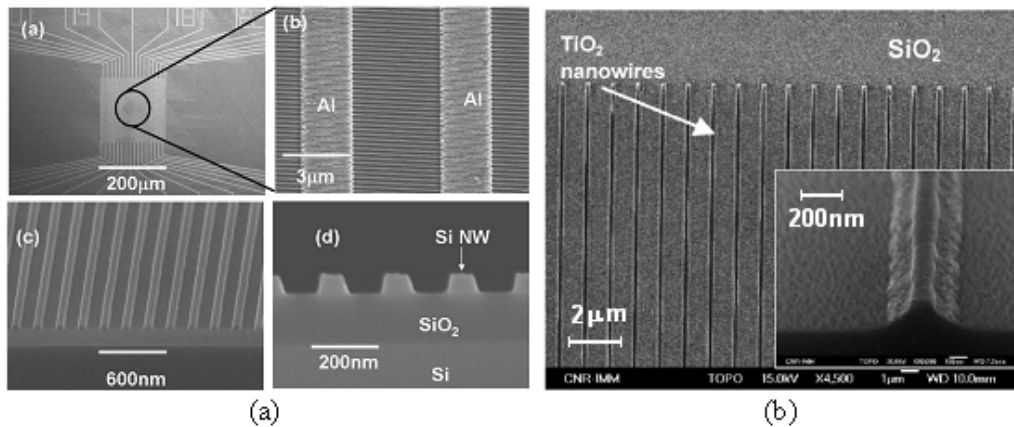 (a)
200μm
(b)
Al
Al
3μm
(c)
600nm
(d)
Si NW
SiO₂
200nm
Si
(a)
TiO₂
nanowires
SiO₂
200nm
2μm
CNR-IMM TOPO 15.0kV X4,500 1μm WD 10.0mm
(b)